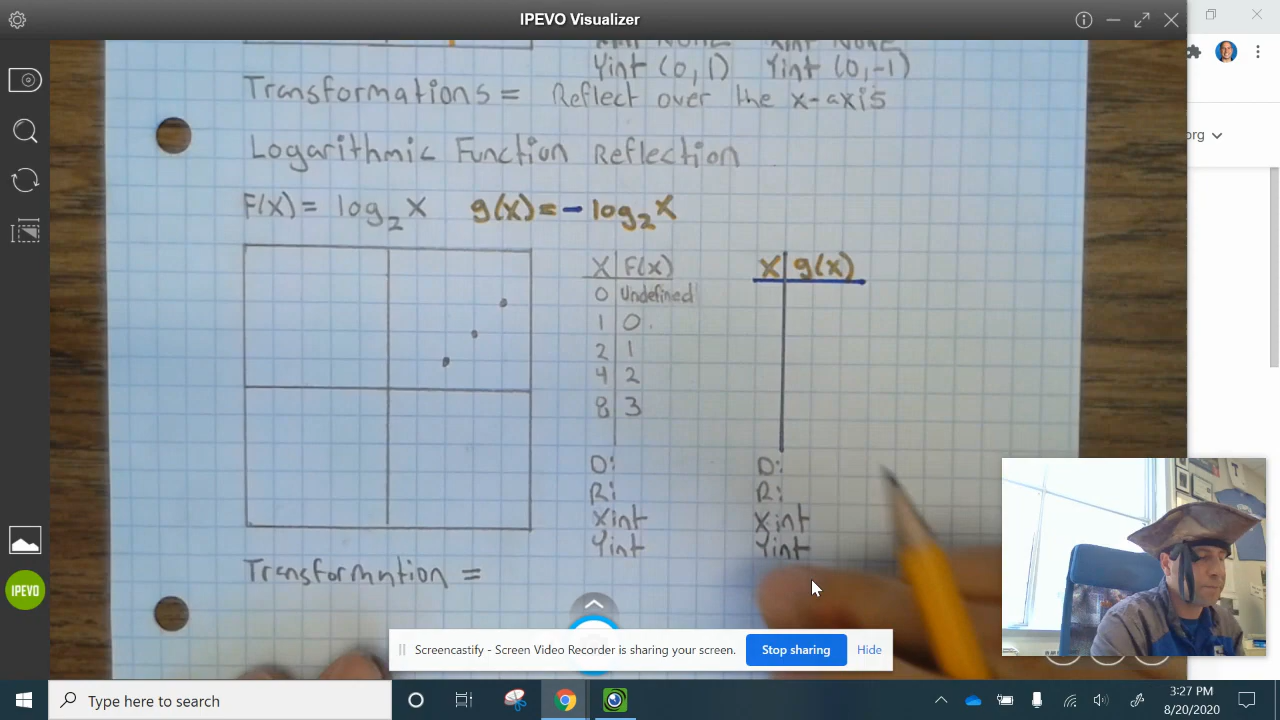 IPEVO Visualizer
Yint (0, 1) Yint (0, -1)
Transformations = Reflect over the x-axis
Logarithmic Function Reflection
F(X) = log₂ X g(x) = - log₂ X
X F(x) X g(x)
0 Undefined
1 0
2 1
4 2
8 3
D: D:
R: R:
Xint Xint
Yint Yint
Transformation =
IPEVO
org
Screencastify - Screen Video Recorder is sharing your screen. Stop sharing Hide
Type here to search
3:27 PM
8/20/2020